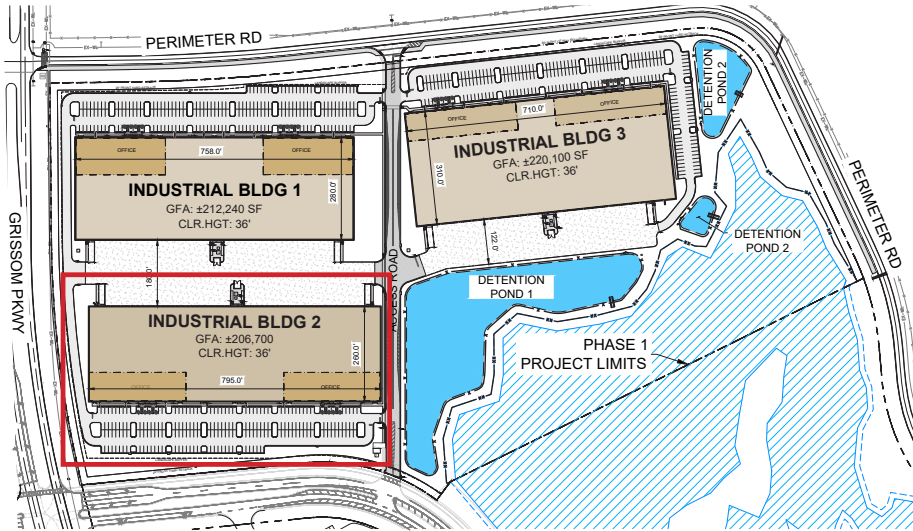 PERIMETER RD
OFFICE
758.0'
OFFICE
INDUSTRIAL BLDG 1
GFA: ±212,240 SF
CLR.HGT: 36'
280.0'
OFFICE
710.0'
OFFICE
INDUSTRIAL BLDG 3
GFA: ±220,100 SF
CLR.HGT: 36'
310.0'
122.0'
DETENTION
POND 2
PERIMETER RD
DETENTION
POND 2
GRISSOM PKWY
ACCESS ROAD
INDUSTRIAL BLDG 2
GFA: ±206,700
CLR.HGT: 36'
260.0'
OFFICE
795.0'
OFFICE
DETENTION
POND 1
PHASE 1
PROJECT LIMITS